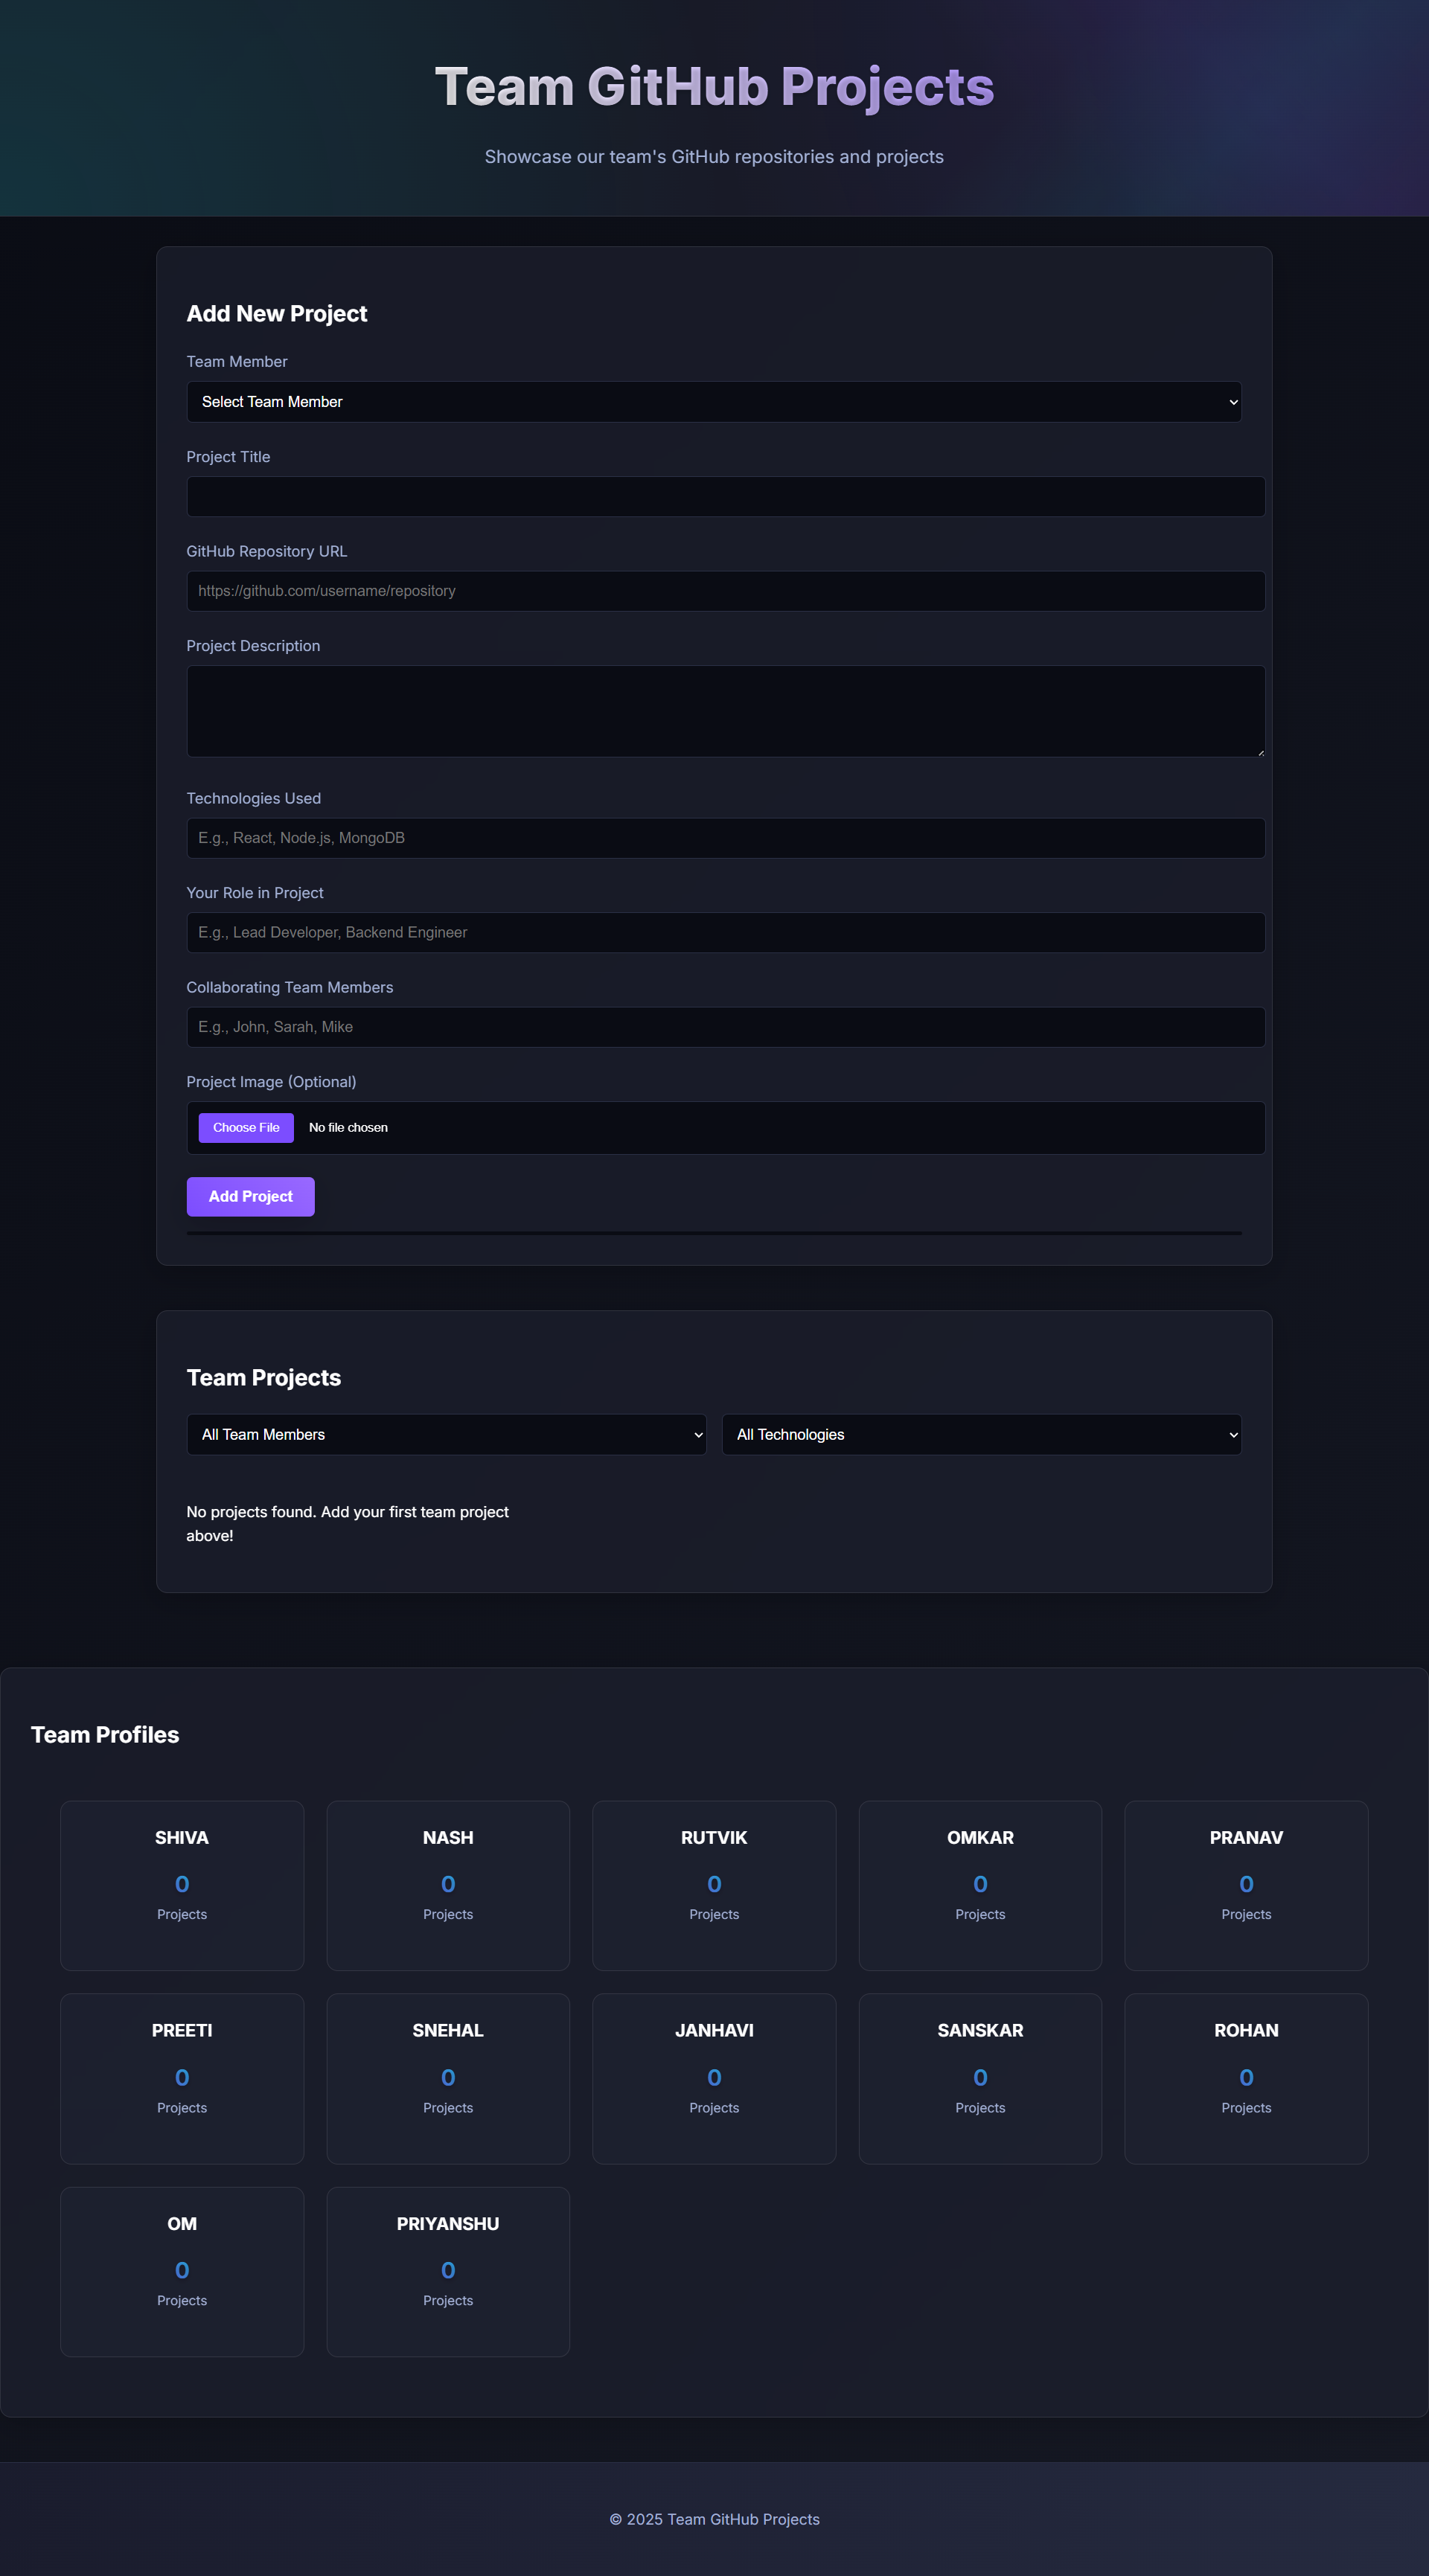 Team GitHub Projects
Showcase our team's GitHub repositories and projects
Add New Project
Team Member
Select Team Member
Project Title
GitHub Repository URL
https://github.com/username/repository
Project Description
Technologies Used
E.g., React, Node.js, MongoDB
Your Role in Project
E.g., Lead Developer, Backend Engineer
Collaborating Team Members
E.g., John, Sarah, Mike
Project Image (Optional)
Choose File No file chosen
Add Project
Team Projects
All Team Members All Technologies
No projects found. Add your first team project
above!
Team Profiles
SHIVA NASH RUTVIK OMKAR PRANAV
0 0 0 0 0
Projects Projects Projects Projects Projects
PREETI SNEHAL JANHAVI SANSKAR ROHAN
0 0 0 0 0
Projects Projects Projects Projects Projects
OM PRIYANSHU
0 0
Projects Projects
© 2025 Team GitHub Projects